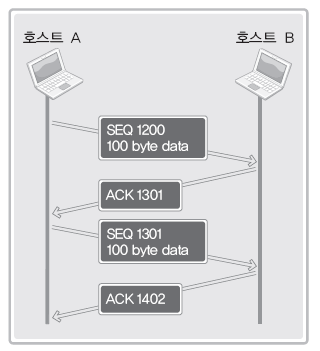 호스트 A
호스트 B
SEQ 1200
100 byte data
ACK 1301
SEQ 1301
100 byte data
ACK 1402